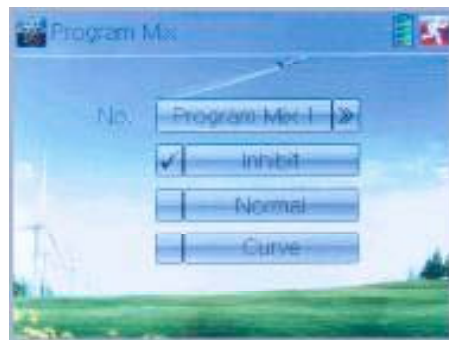 Program Mix
No. Program Mix 1 »
Inhibit
Normal
Curve